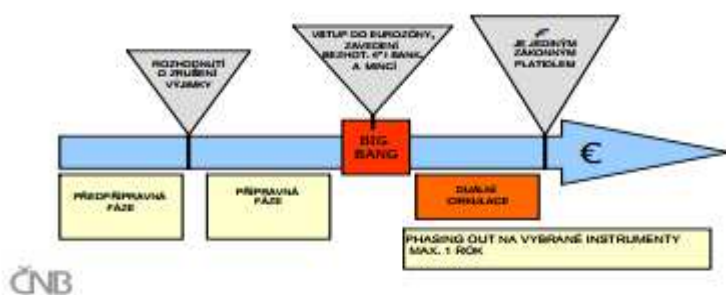 ROZHODNUTÍ
O ZRUŠENÍ
VÝJIMKY
VSTUP DO EUROZÓNY,
ZAVEDENÍ
BEZHOT. € I BANK.
A MINCÍ
€
JE JEDINÝM
ZÁKONNÝM
PLATIDLEM
BIG
BANG
€
PŘEDPŘÍPRAVNÁ
FÁZE
PŘÍPRAVNÁ
FÁZE
DUÁLNÍ
CIRKULACE
PHASING OUT NA VYBRANÉ INSTRUMENTY
MAX. 1 ROK
ČNB